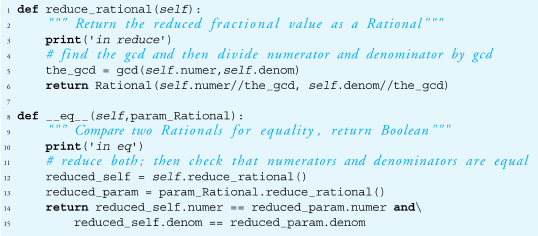 1 def reduce_rational(self):
2 """ Return the reduced fractional value as a Rational"""
3 print('in reduce')
4 # find the gcd and then divide numerator and denominator by gcd
5 the_gcd = gcd(self.numer,self.denom)
6 return Rational(self.numer//the_gcd, self.denom//the_gcd)
7
8 def __eq__(self,param_Rational):
9 """ Compare two Rationals for equality, return Boolean"""
10 print('in eq')
11 # reduce both; then check that numerators and denominators are equal
12 reduced_self = self.reduce_rational()
13 reduced_param = param_Rational.reduce_rational()
14 return reduced_self.numer == reduced_param.numer and\
15 reduced_self.denom == reduced_param.denom